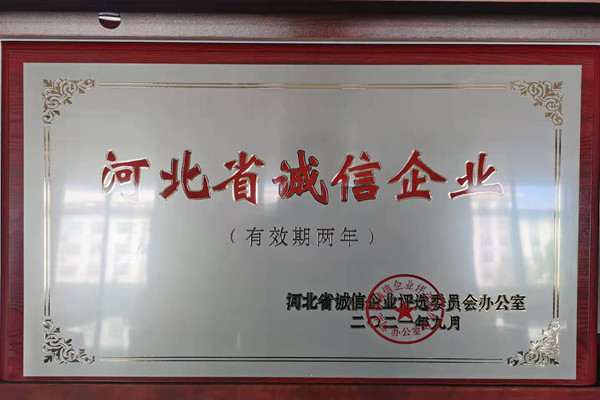 河北省诚信企业
（有效期两年）
河北省诚信企业评选委员会办公室
二〇二一年九月